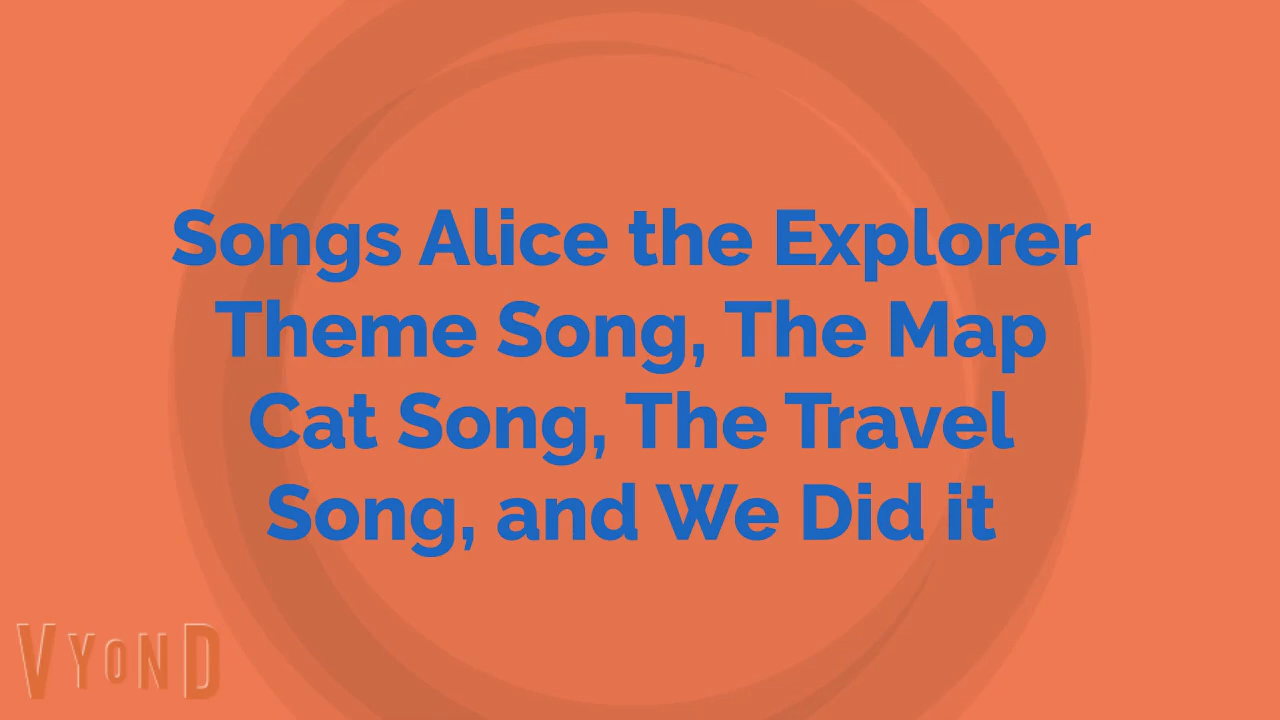 Songs Alice the Explorer
Theme Song, The Map
Cat Song, The Travel
Song, and We Did it
VYOND